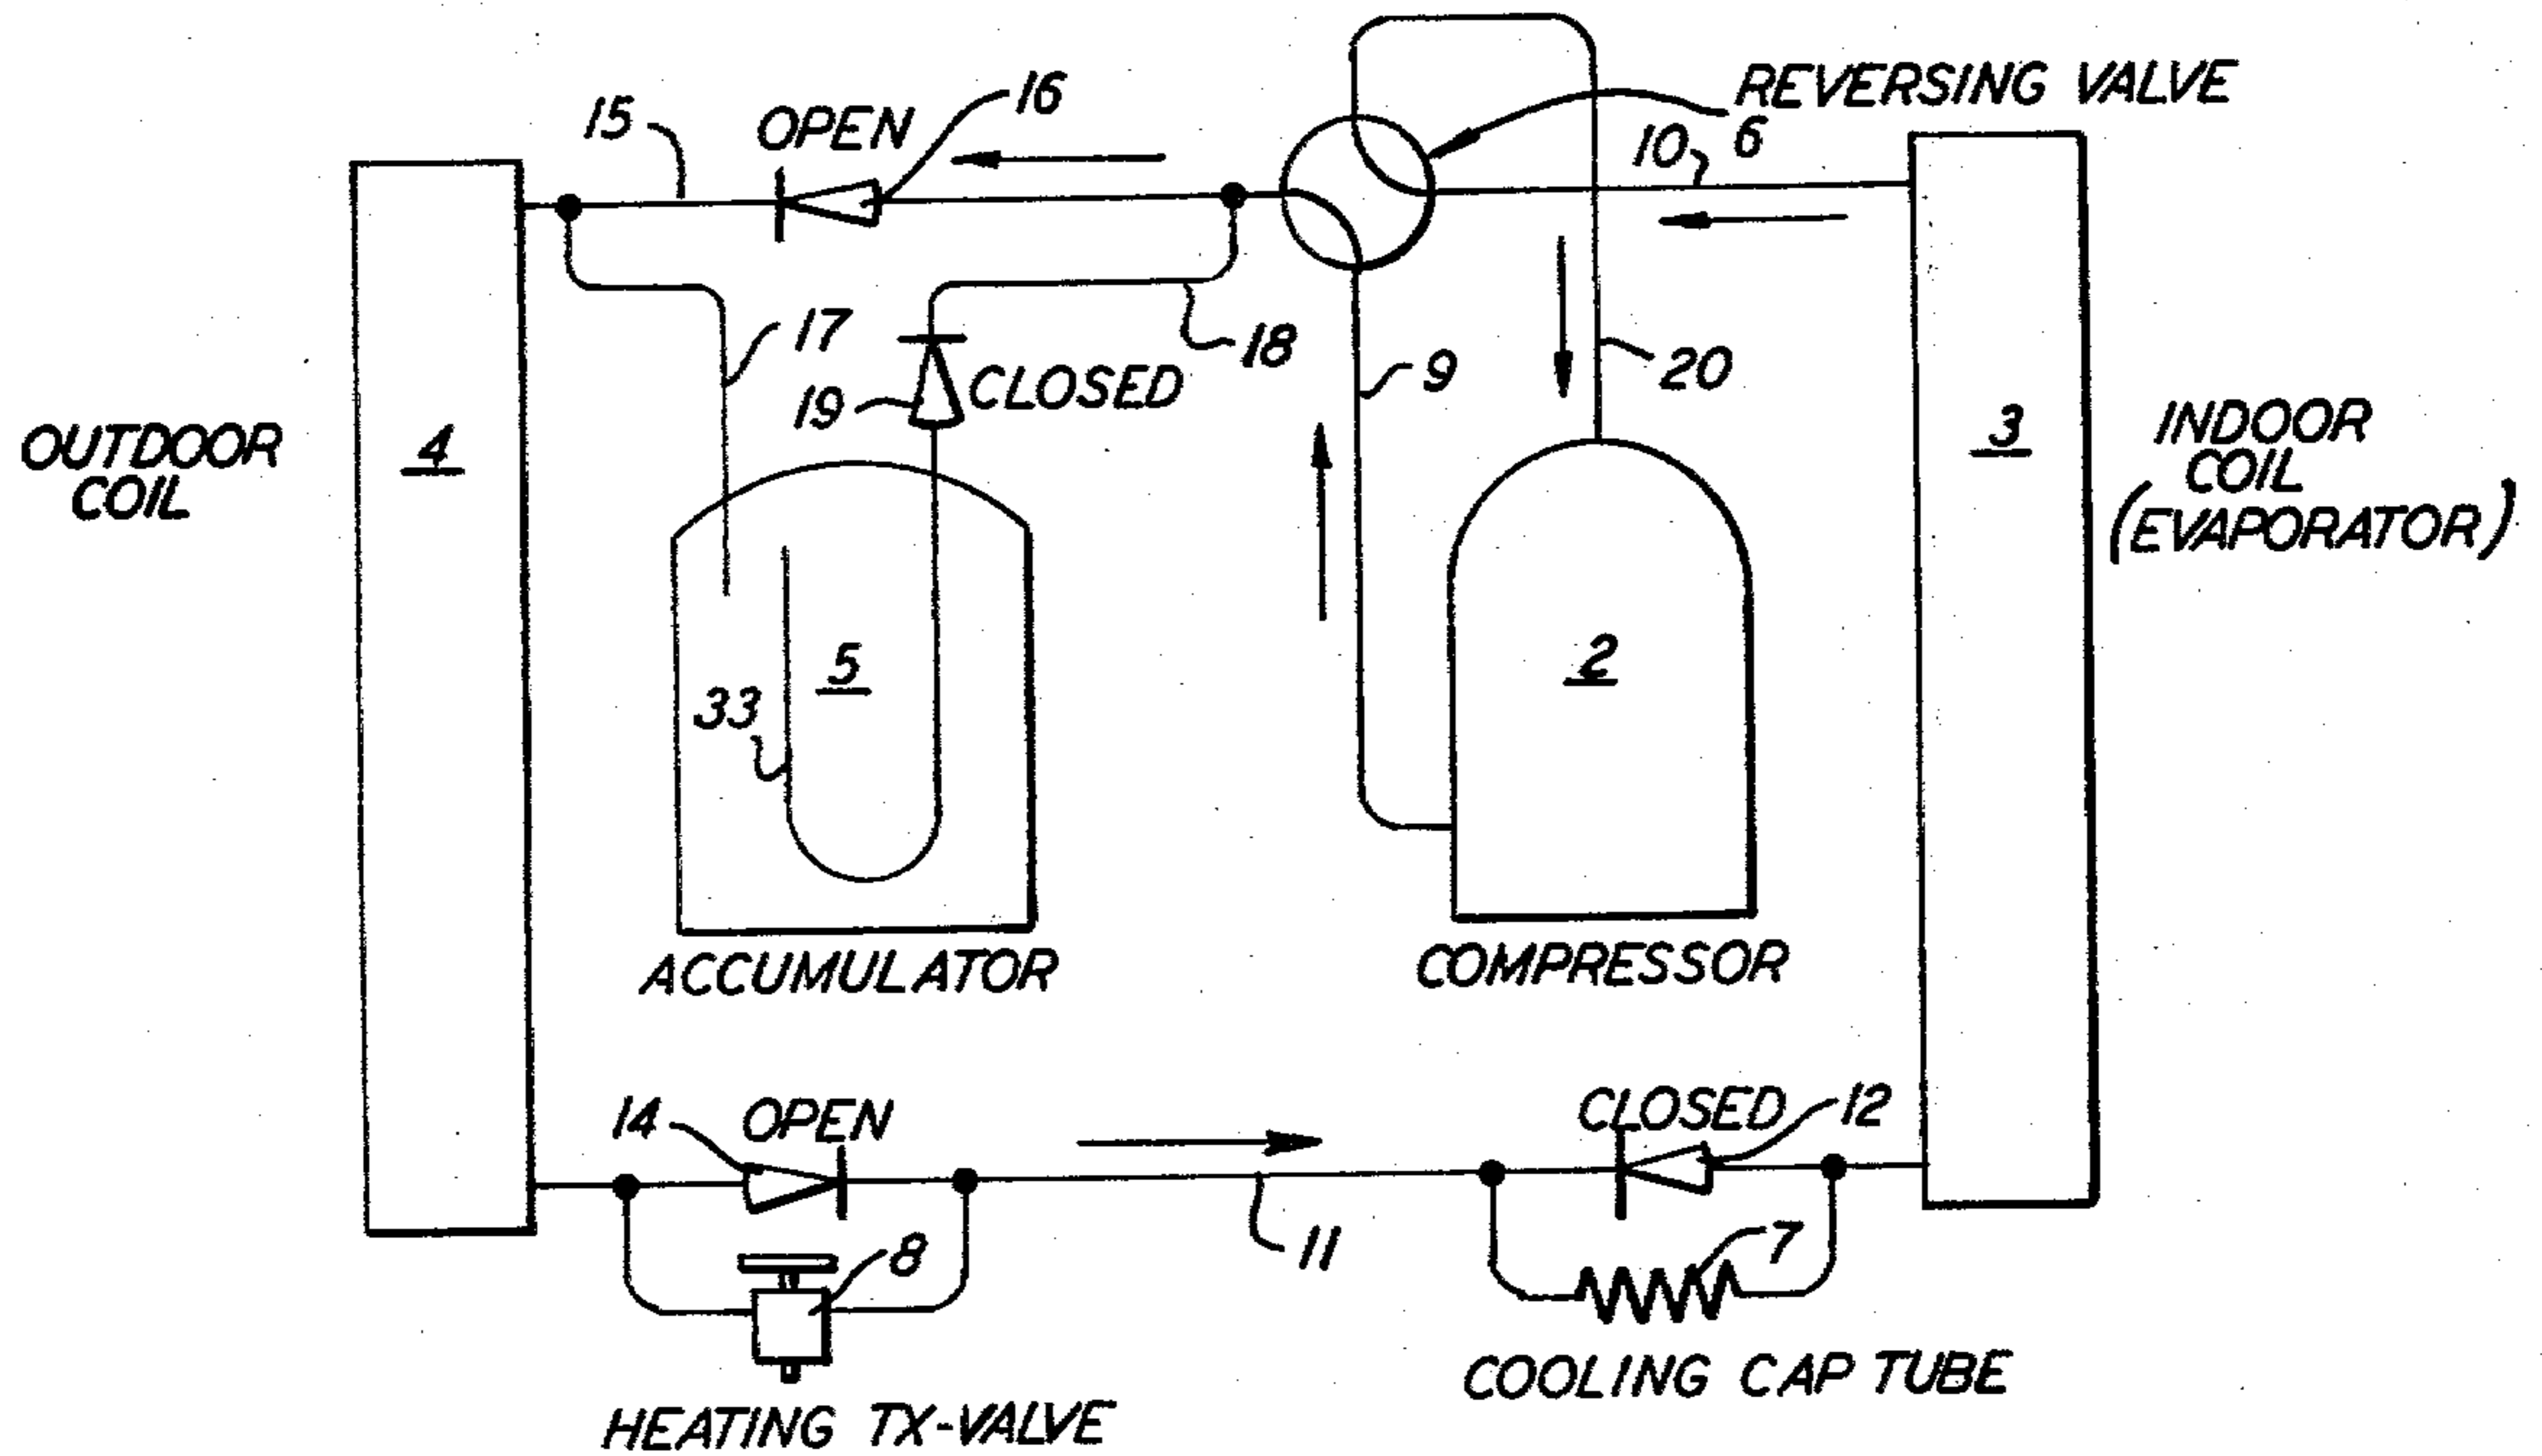 REVERSING VALVE
6
16
15
OPEN
10
17
18
9
20
19
CLOSED
OUTDOOR
COIL
4
3
INDOOR
COIL
(EVAPORATOR)
5
2
33
ACCUMULATOR
COMPRESSOR
14
OPEN
CLOSED
12
11
8
7
HEATING TX-VALVE
COOLING CAP TUBE